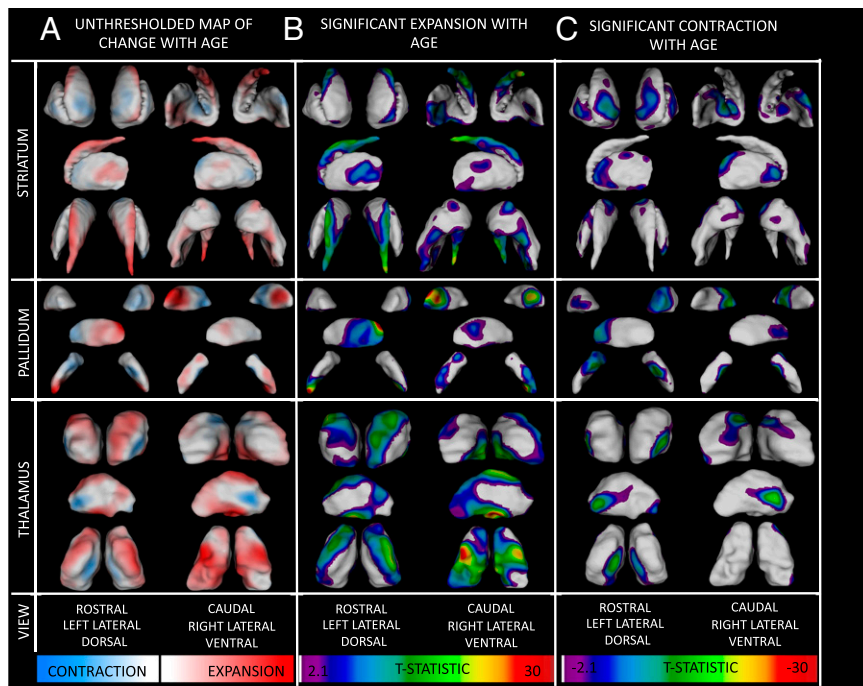 A
UNTHRESHOLDED MAP OF
CHANGE WITH AGE
B
SIGNIFICANT EXPANSION WITH
AGE
C
SIGNIFICANT CONTRACTION
WITH AGE
STRIATUM
PALLIDUM
THALAMUS
VIEW
ROSTRAL
LEFT LATERAL
DORSAL
CAUDAL
RIGHT LATERAL
VENTRAL
ROSTRAL
LEFT LATERAL
DORSAL
CAUDAL
RIGHT LATERAL
VENTRAL
ROSTRAL
LEFT LATERAL
DORSAL
CAUDAL
RIGHT LATERAL
VENTRAL
CONTRACTION
EXPANSION
2.1 T-STATISTIC 30
-2.1 T-STATISTIC -30